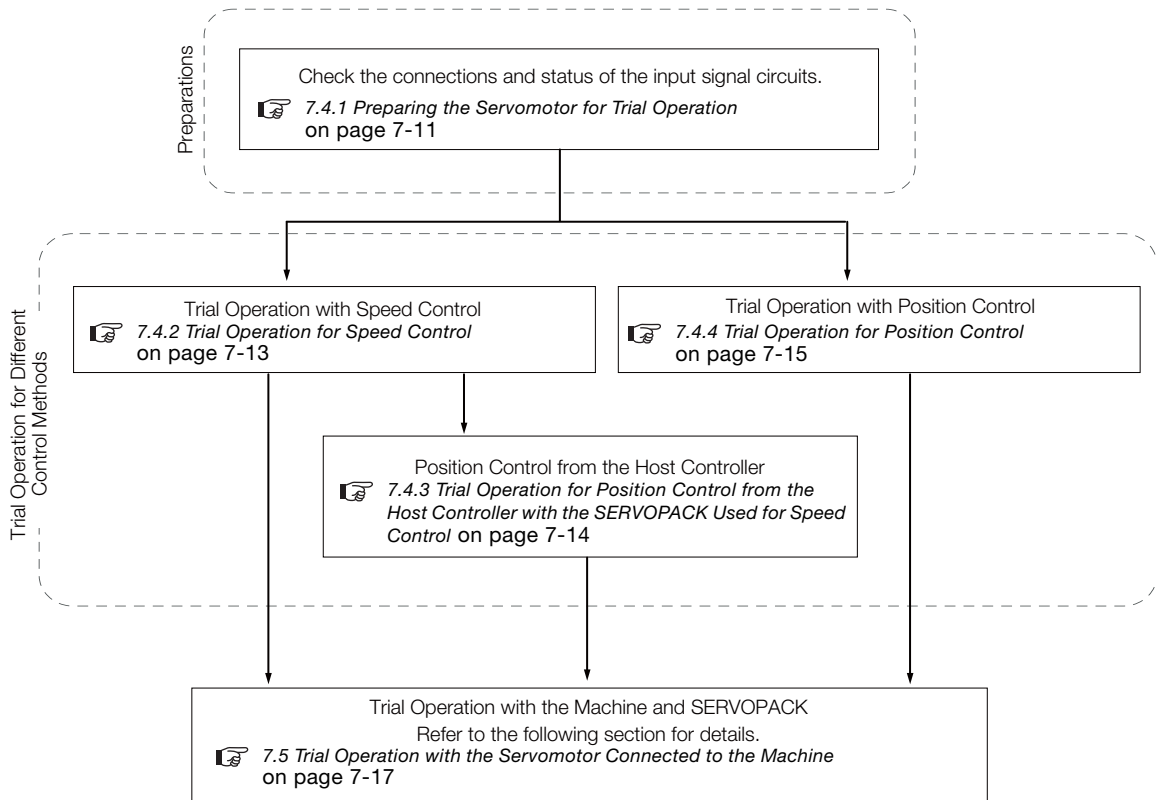 Preparations
Check the connections and status of the input signal circuits.
7.4.1 Preparing the Servomotor for Trial Operation
on page 7-11
Trial Operation for Different
Control Methods
Trial Operation with Speed Control
7.4.2 Trial Operation for Speed Control
on page 7-13
Trial Operation with Position Control
7.4.4 Trial Operation for Position Control
on page 7-15
Position Control from the Host Controller
7.4.3 Trial Operation for Position Control from the
Host Controller with the SERVOPACK Used for Speed
Control on page 7-14
Trial Operation with the Machine and SERVOPACK
Refer to the following section for details.
7.5 Trial Operation with the Servomotor Connected to the Machine
on page 7-17